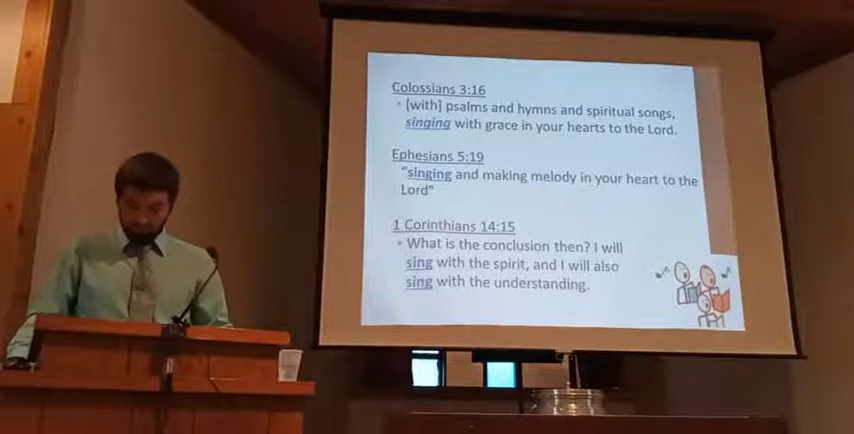 Colossians 3:16
• [with] psalms and hymns and spiritual songs,
singing with grace in your hearts to the Lord.
Ephesians 5:19
"singing and making melody in your heart to the
Lord"
1 Corinthians 14:15
• What is the conclusion then? I will
sing with the spirit, and I will also
sing with the understanding.